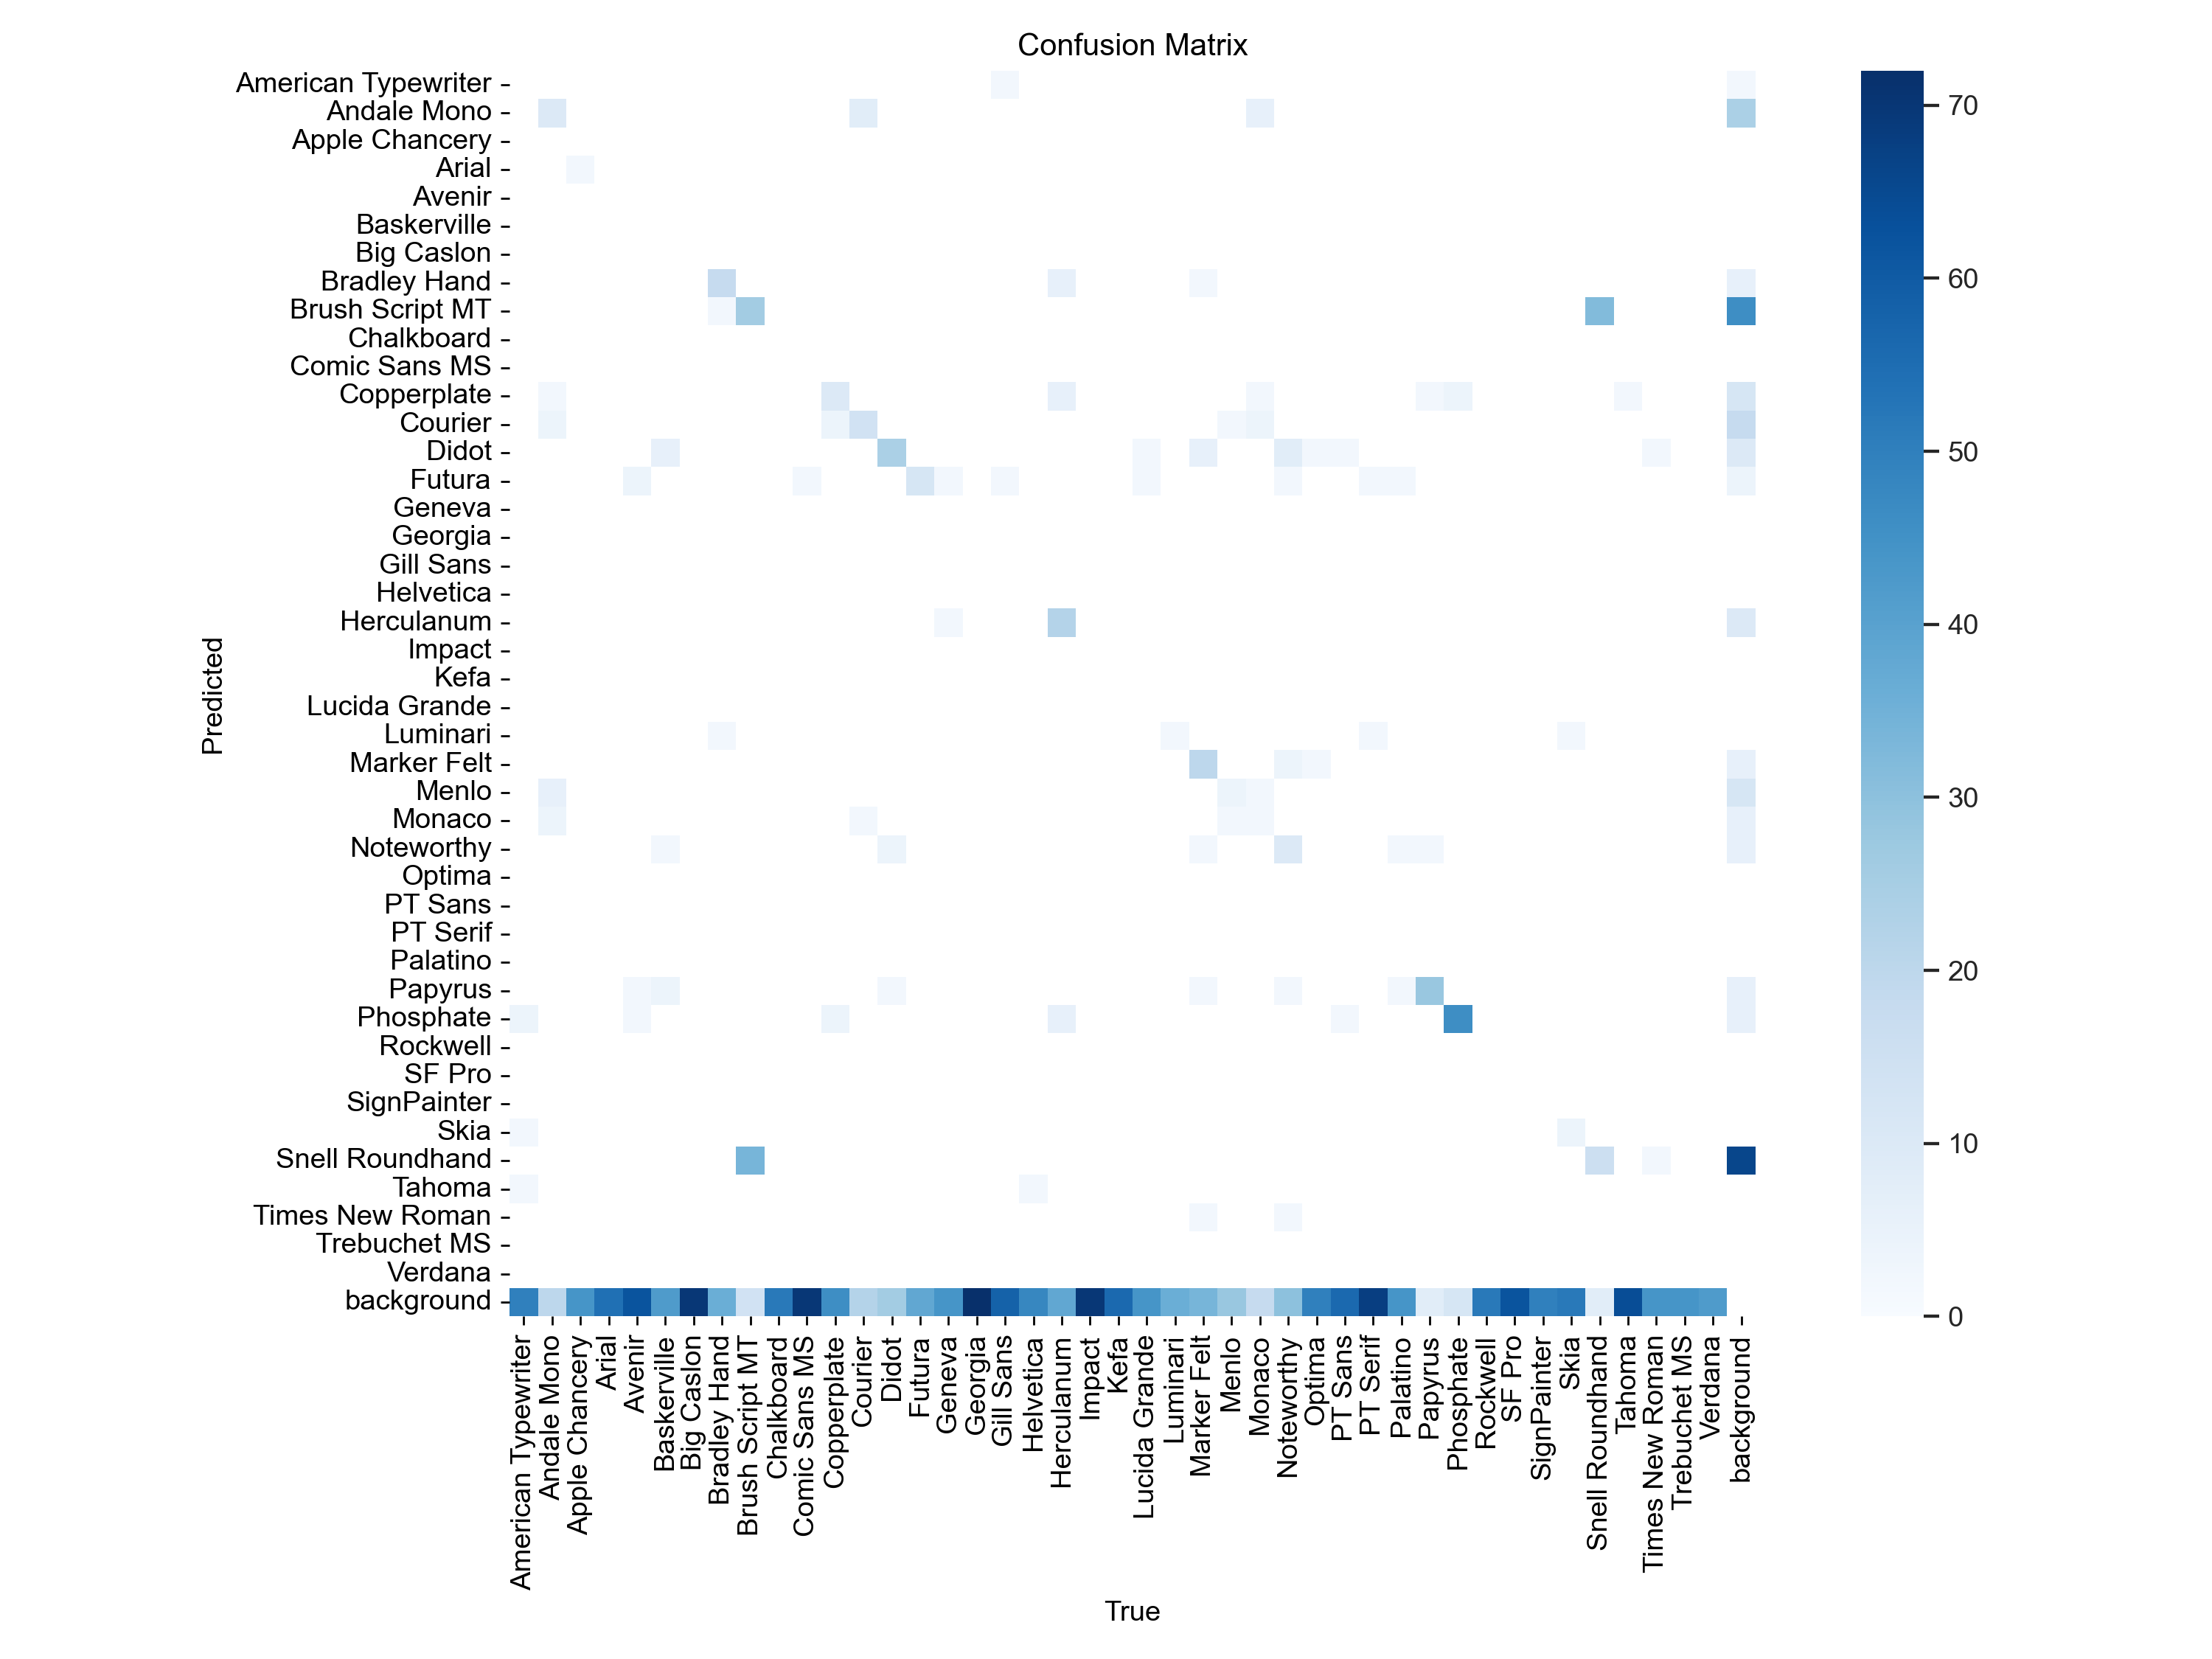 Confusion Matrix
American Typewriter
Andale Mono
Apple Chancery
Arial
Avenir
Baskerville
Big Caslon
Bradley Hand
Brush Script MT
Chalkboard
Comic Sans MS
Copperplate
Courier
Didot
Futura
Geneva
Georgia
Gill Sans
Helvetica
Herculanum
Impact
Kefa
Lucida Grande
Luminari
Marker Felt
Menlo
Monaco
Noteworthy
Optima
PT Sans
PT Serif
Palatino
Papyrus
Phosphate
Rockwell
SF Pro
SignPainter
Skia
Snell Roundhand
Tahoma
Times New Roman
Trebuchet MS
Verdana
background
Predicted
American Typewriter
Andale Mono
Apple Chancery
Arial
Avenir
Baskerville
Big Caslon
Bradley Hand
Brush Script MT
Chalkboard
Comic Sans MS
Copperplate
Courier
Didot
Futura
Geneva
Georgia
Gill Sans
Helvetica
Herculanum
Impact
Kefa
Lucida Grande
Luminari
Marker Felt
Menlo
Monaco
Noteworthy
Optima
PT Sans
PT Serif
Palatino
Papyrus
Phosphate
Rockwell
SF Pro
SignPainter
Skia
Snell Roundhand
Tahoma
Times New Roman
Trebuchet MS
Verdana
background
True
70
60
50
40
30
20
10
0